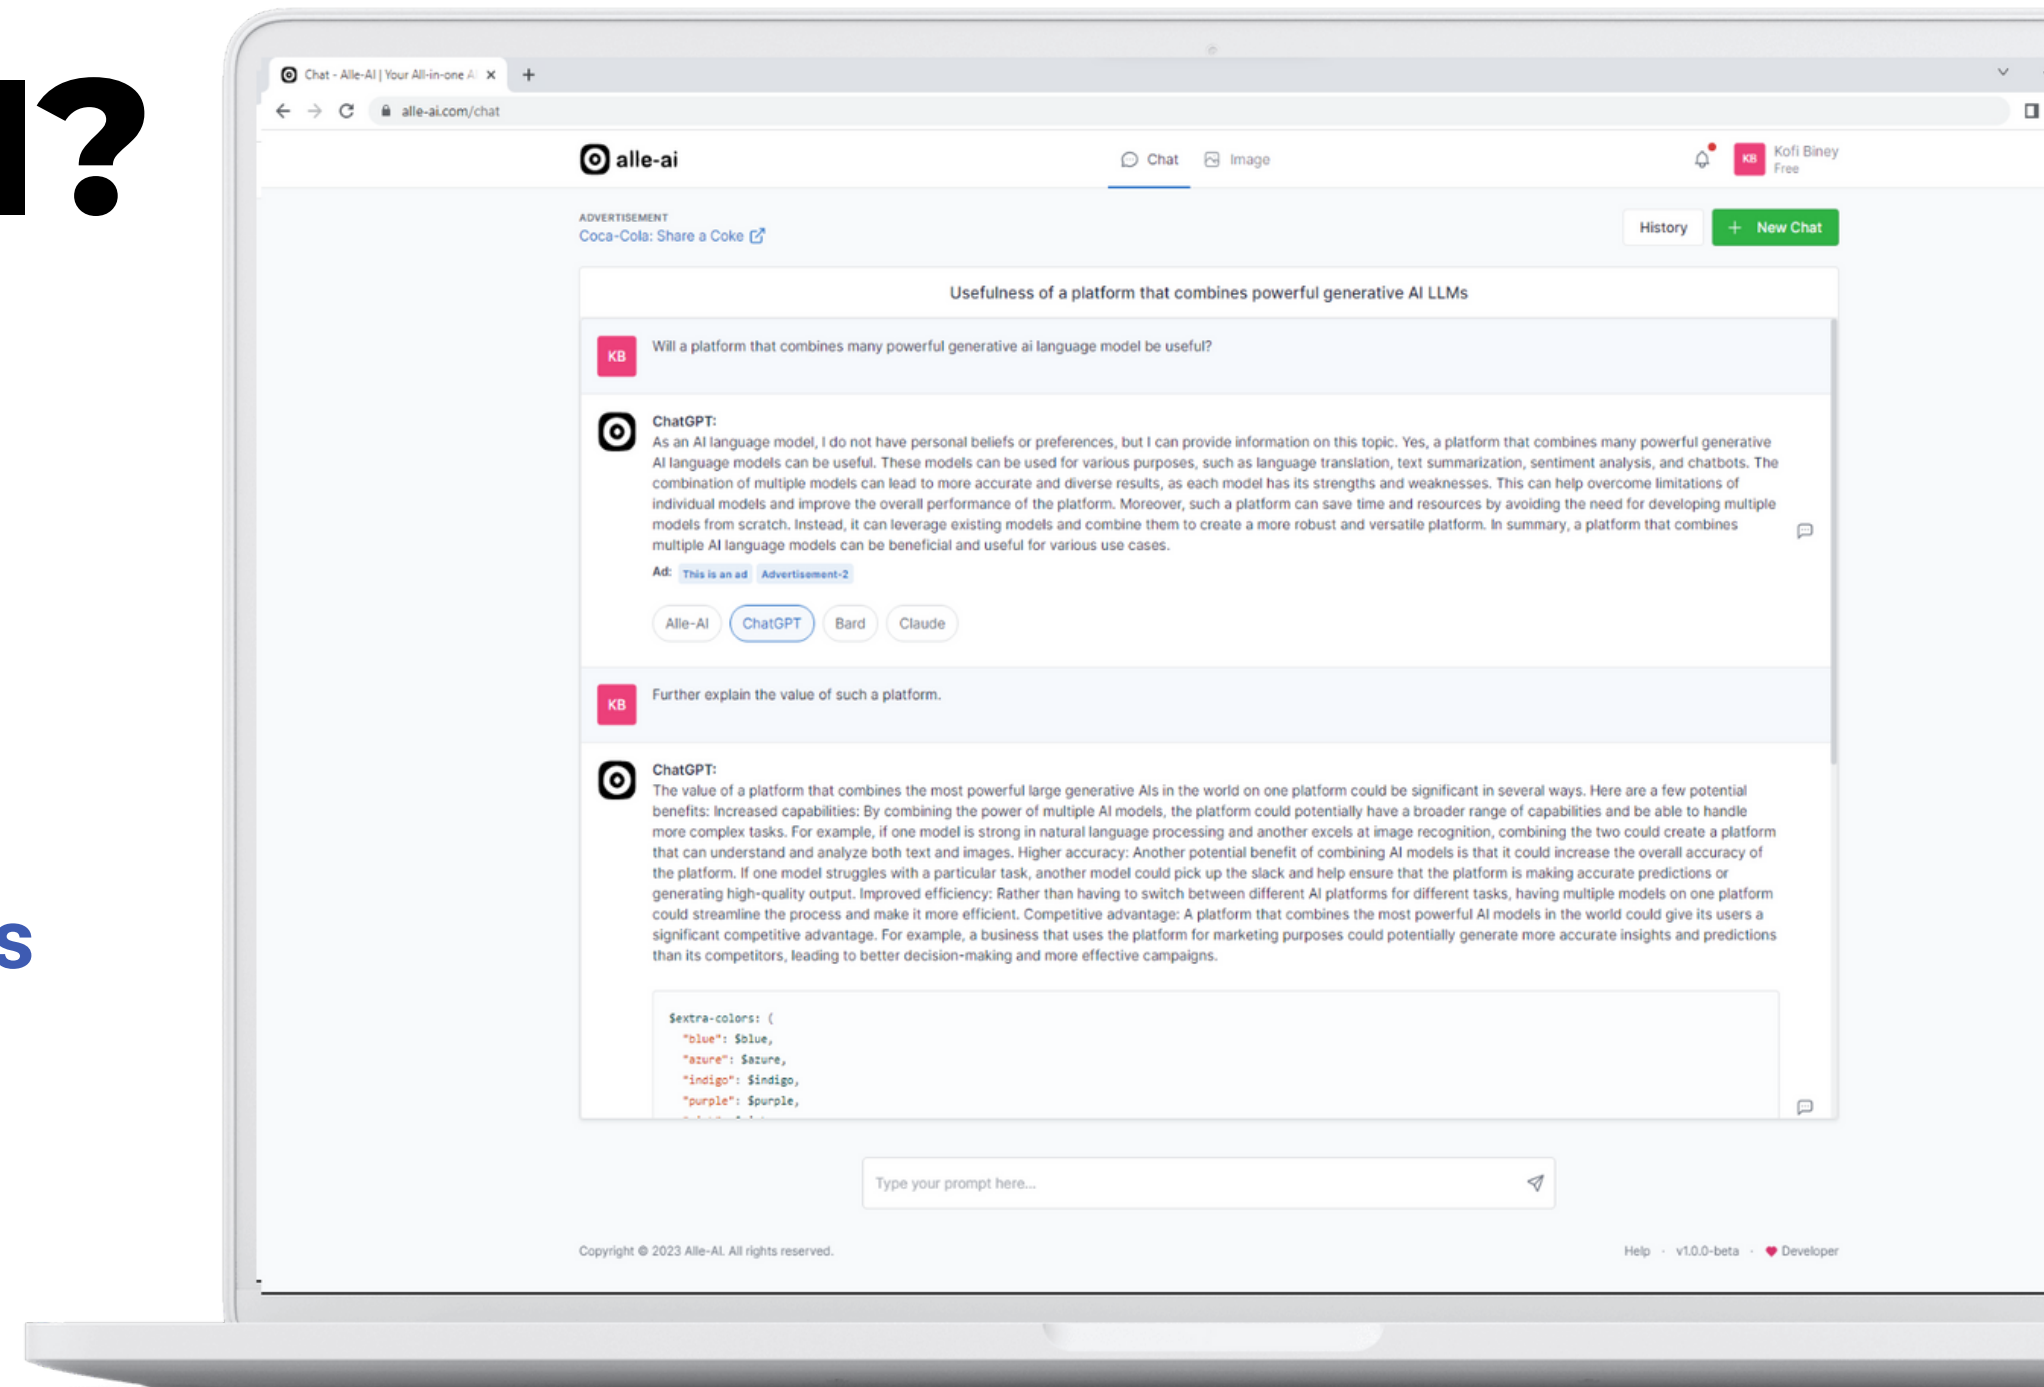 I?
Chat - Alle-AI | Your All-in-one A
alle-ai.com/chat
alle-ai
Chat
Image
KB
Kofi Biney
Free
ADVERTISEMENT
Coca-Cola: Share a Coke
History
+ New Chat
Usefulness of a platform that combines powerful generative AI LLMs
KB
Will a platform that combines many powerful generative ai language model be useful?
ChatGPT:
As an AI language model, I do not have personal beliefs or preferences, but I can provide information on this topic. Yes, a platform that combines many powerful generative
AI language models can be useful. These models can be used for various purposes, such as language translation, text summarization, sentiment analysis, and chatbots. The
combination of multiple models can lead to more accurate and diverse results, as each model has its strengths and weaknesses. This can help overcome limitations of
individual models and improve the overall performance of the platform. Moreover, such a platform can save time and resources by avoiding the need for developing multiple
models from scratch. Instead, it can leverage existing models and combine them to create a more robust and versatile platform. In summary, a platform that combines
multiple AI language models can be beneficial and useful for various use cases.
Ad: This is an ad Advertisement-2
Alle-AI ChatGPT Bard Claude
KB
Further explain the value of such a platform.
ChatGPT:
The value of a platform that combines the most powerful large generative AIs in the world on one platform could be significant in several ways. Here are a few potential
benefits: Increased capabilities: By combining the power of multiple AI models, the platform could potentially have a broader range of capabilities and be able to handle
more complex tasks. For example, if one model is strong in natural language processing and another excels at image recognition, combining the two could create a platform
that can understand and analyze both text and images. Higher accuracy: Another potential benefit of combining AI models is that it could increase the overall accuracy of
the platform. If one model struggles with a particular task, another model could pick up the slack and help ensure that the platform is making accurate predictions or
generating high-quality output. Improved efficiency: Rather than having to switch between different AI platforms for different tasks, having multiple models on one platform
could streamline the process and make it more efficient. Competitive advantage: A platform that combines the most powerful AI models in the world could give its users a
significant competitive advantage. For example, a business that uses the platform for marketing purposes could potentially generate more accurate insights and predictions
than its competitors, leading to better decision-making and more effective campaigns.
s
$extra-colors: (
"blue": $blue,
"azure": $azure,
"indigo": $indigo,
"purple": $purple,
Type your prompt here...
Copyright © 2023 Alle-AI. All rights reserved.
Help · v1.0.0-beta · Developer